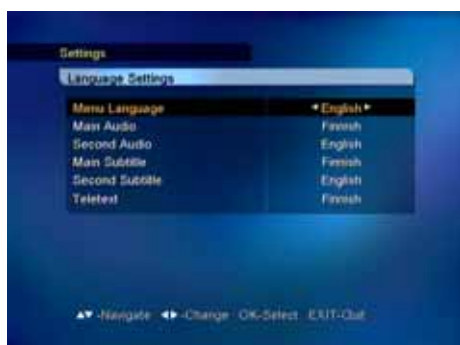 Settings
Language Settings
Menu Language ◄English►
Main Audio Finnish
Second Audio English
Main Subtitle Finnish
Second Subtitle English
Teletext Finnish
▲▼-Navigate ◄►-Change OK-Select EXIT-Quit